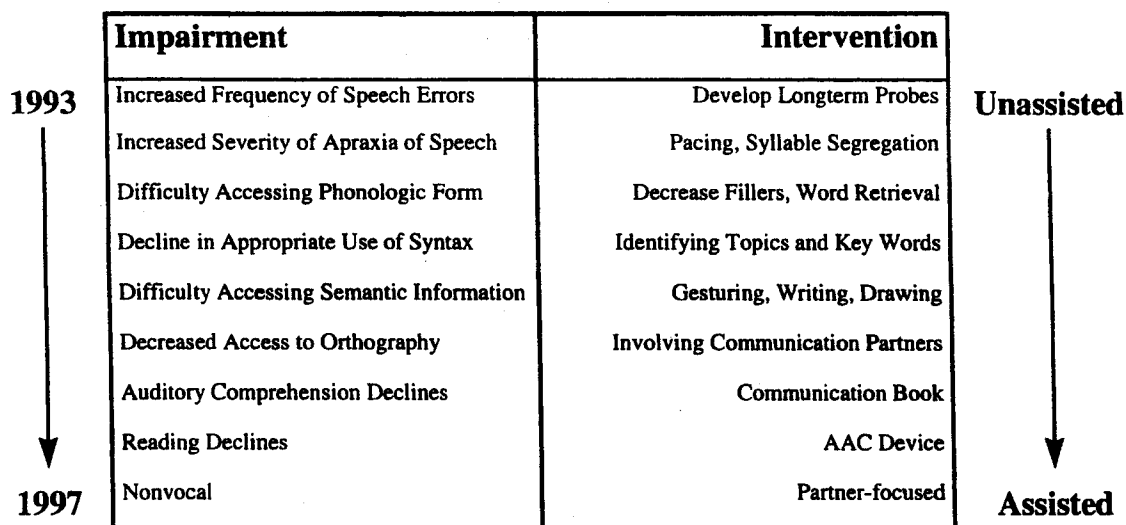 Impairment Intervention
1993 Increased Frequency of Speech Errors Develop Longterm Probes Unassisted
Increased Severity of Apraxia of Speech Pacing, Syllable Segregation
Difficulty Accessing Phonologic Form Decrease Fillers, Word Retrieval
Decline in Appropriate Use of Syntax Identifying Topics and Key Words
Difficulty Accessing Semantic Information Gesturing, Writing, Drawing
Decreased Access to Orthography Involving Communication Partners
Auditory Comprehension Declines Communication Book
Reading Declines AAC Device
1997 Nonvocal Partner-focused Assisted